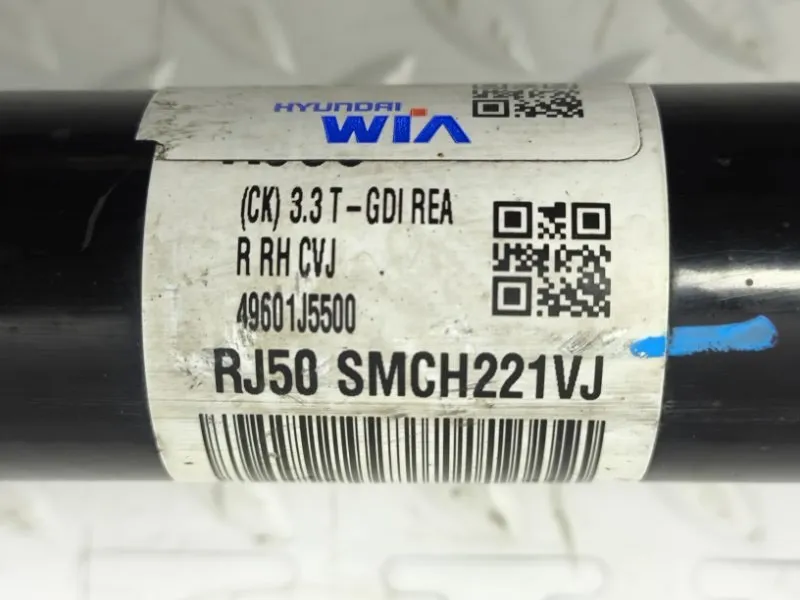 HYUNDAI
WIA
(CK) 3.3 T-GDI REA
R RH CVJ
49601J5500
RJ50 SMCH221VJ